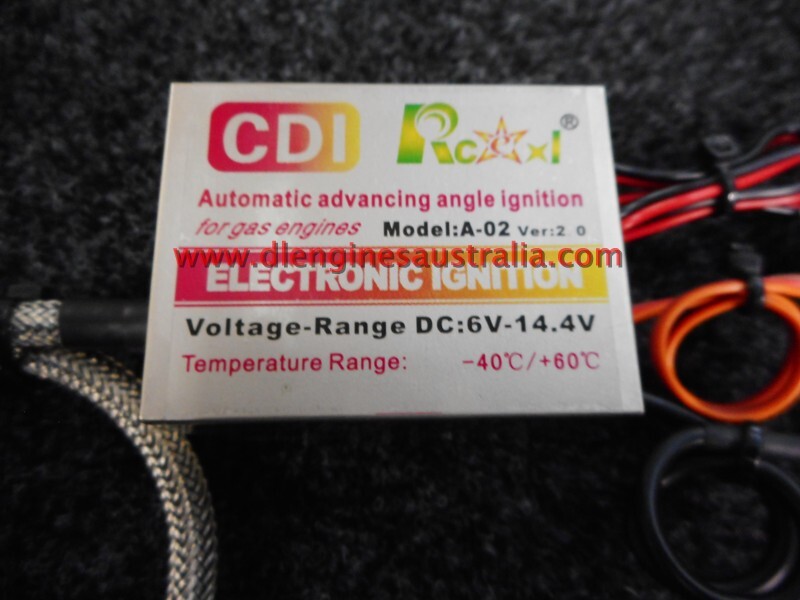 CDI Rcexl®
Automatic advancing angle ignition
for gas engines Model:A-02 Ver:2.0
www.dlenginesaustralia.com
ELECTRONIC IGNITION
Voltage-Range DC:6V-14.4V
Temperature Range: -40℃/+60℃